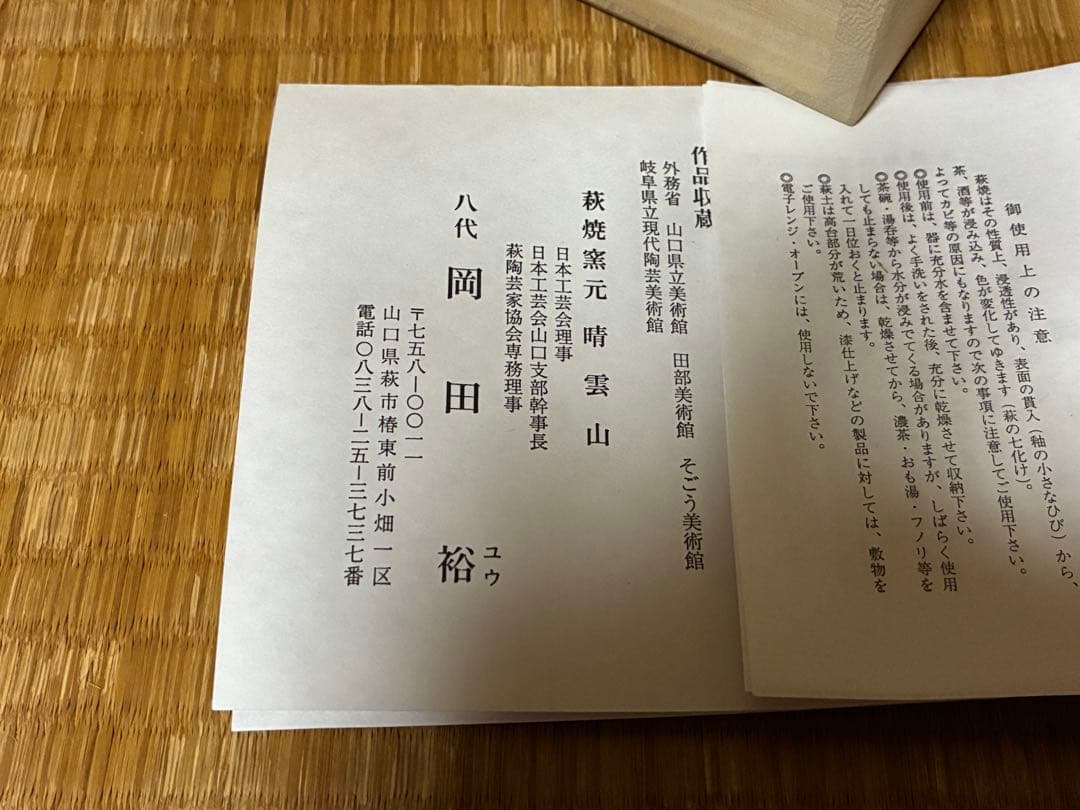 御使用上の注意
萩焼はその性質上、浸透性があり、表面の貫入（釉の小さなひび）から、
茶、酒等が浸み込み、色が変化してゆきます（萩の七化け）。
よってカビ等の原因にもなりますので次の事項に注意してご使用下さい。
◎使用前は、器に充分水を含ませて下さい。
◎使用後は、よく手洗いをされた後、充分に乾燥させて収納下さい。
◎茶碗・湯呑等から水分が浸みでてくる場合がありますが、しばらく使用
しても止まらない場合は、乾燥させてから、濃茶・おも湯・フノリ等を
入れて一日位おくと止まります。
◎萩土は高台部分が荒いため、漆仕上げなどの製品に対しては、敷物を
ご使用下さい。
◎電子レンジ・オーブンには、使用しないで下さい。
作品収蔵
外務省 山口県立美術館 田部美術館 そごう美術館
岐阜県立現代陶芸美術館
萩焼窯元 晴雲山
日本工芸会理事
日本工芸会山口支部幹事長
萩陶芸家協会専務理事
八代 岡田 裕 ユウ
〒七五八―〇〇一一
山口県萩市椿東前小畑一区
電話〇八三八―二五―三七三七番